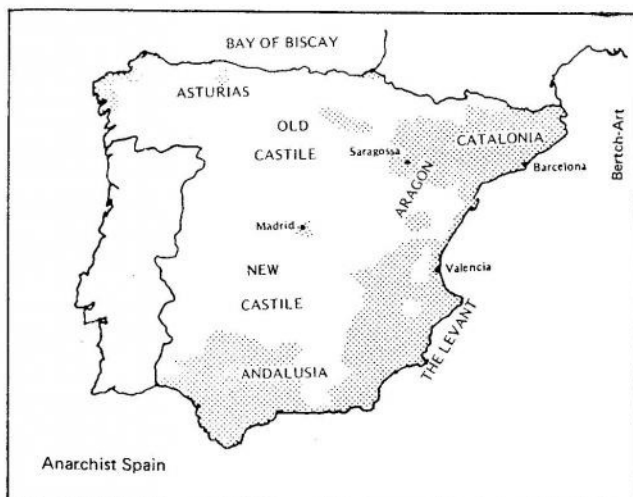 BAY OF BISCAY
ASTURIAS
OLD
CASTILE
CATALONIA
Saragossa
Barcelona
ARAGON
Madrid
NEW
CASTILE
Valencia
THE LEVANT
ANDALUSIA
Anarchist Spain
Bertch-Art